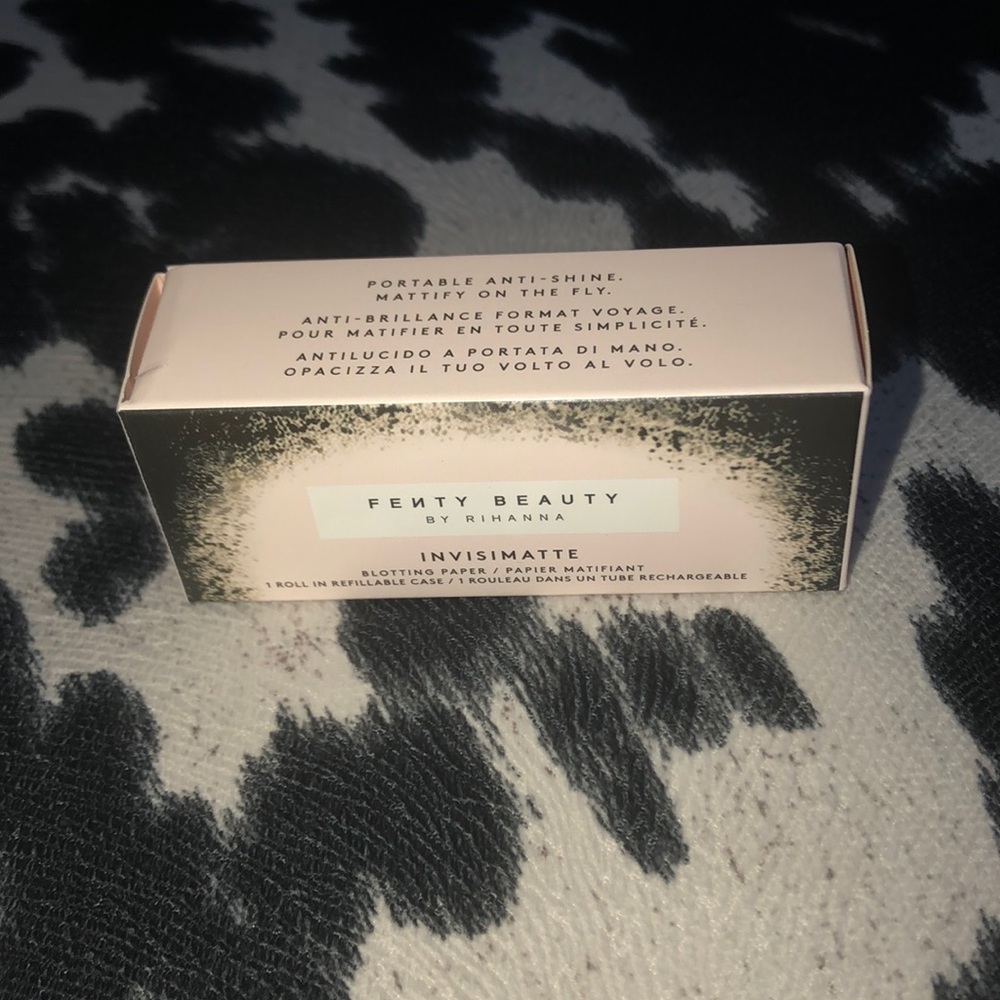 PORTABLE ANTI-SHINE.
MATTIFY ON THE FLY.
ANTI-BRILLANCE FORMAT VOYAGE.
POUR MATIFIER EN TOUTE SIMPLICITÉ.
ANTILUCIDO A PORTATA DI MANO.
OPACIZZA IL TUO VOLTO AL VOLO.
FEИTY BEAUTY
BY RIHANNA
INVISIMATTE
BLOTTING PAPER / PAPIER MATIFIANT
1 ROLL IN REFILLABLE CASE / 1 ROULEAU DANS UN TUBE RECHARGEABLE